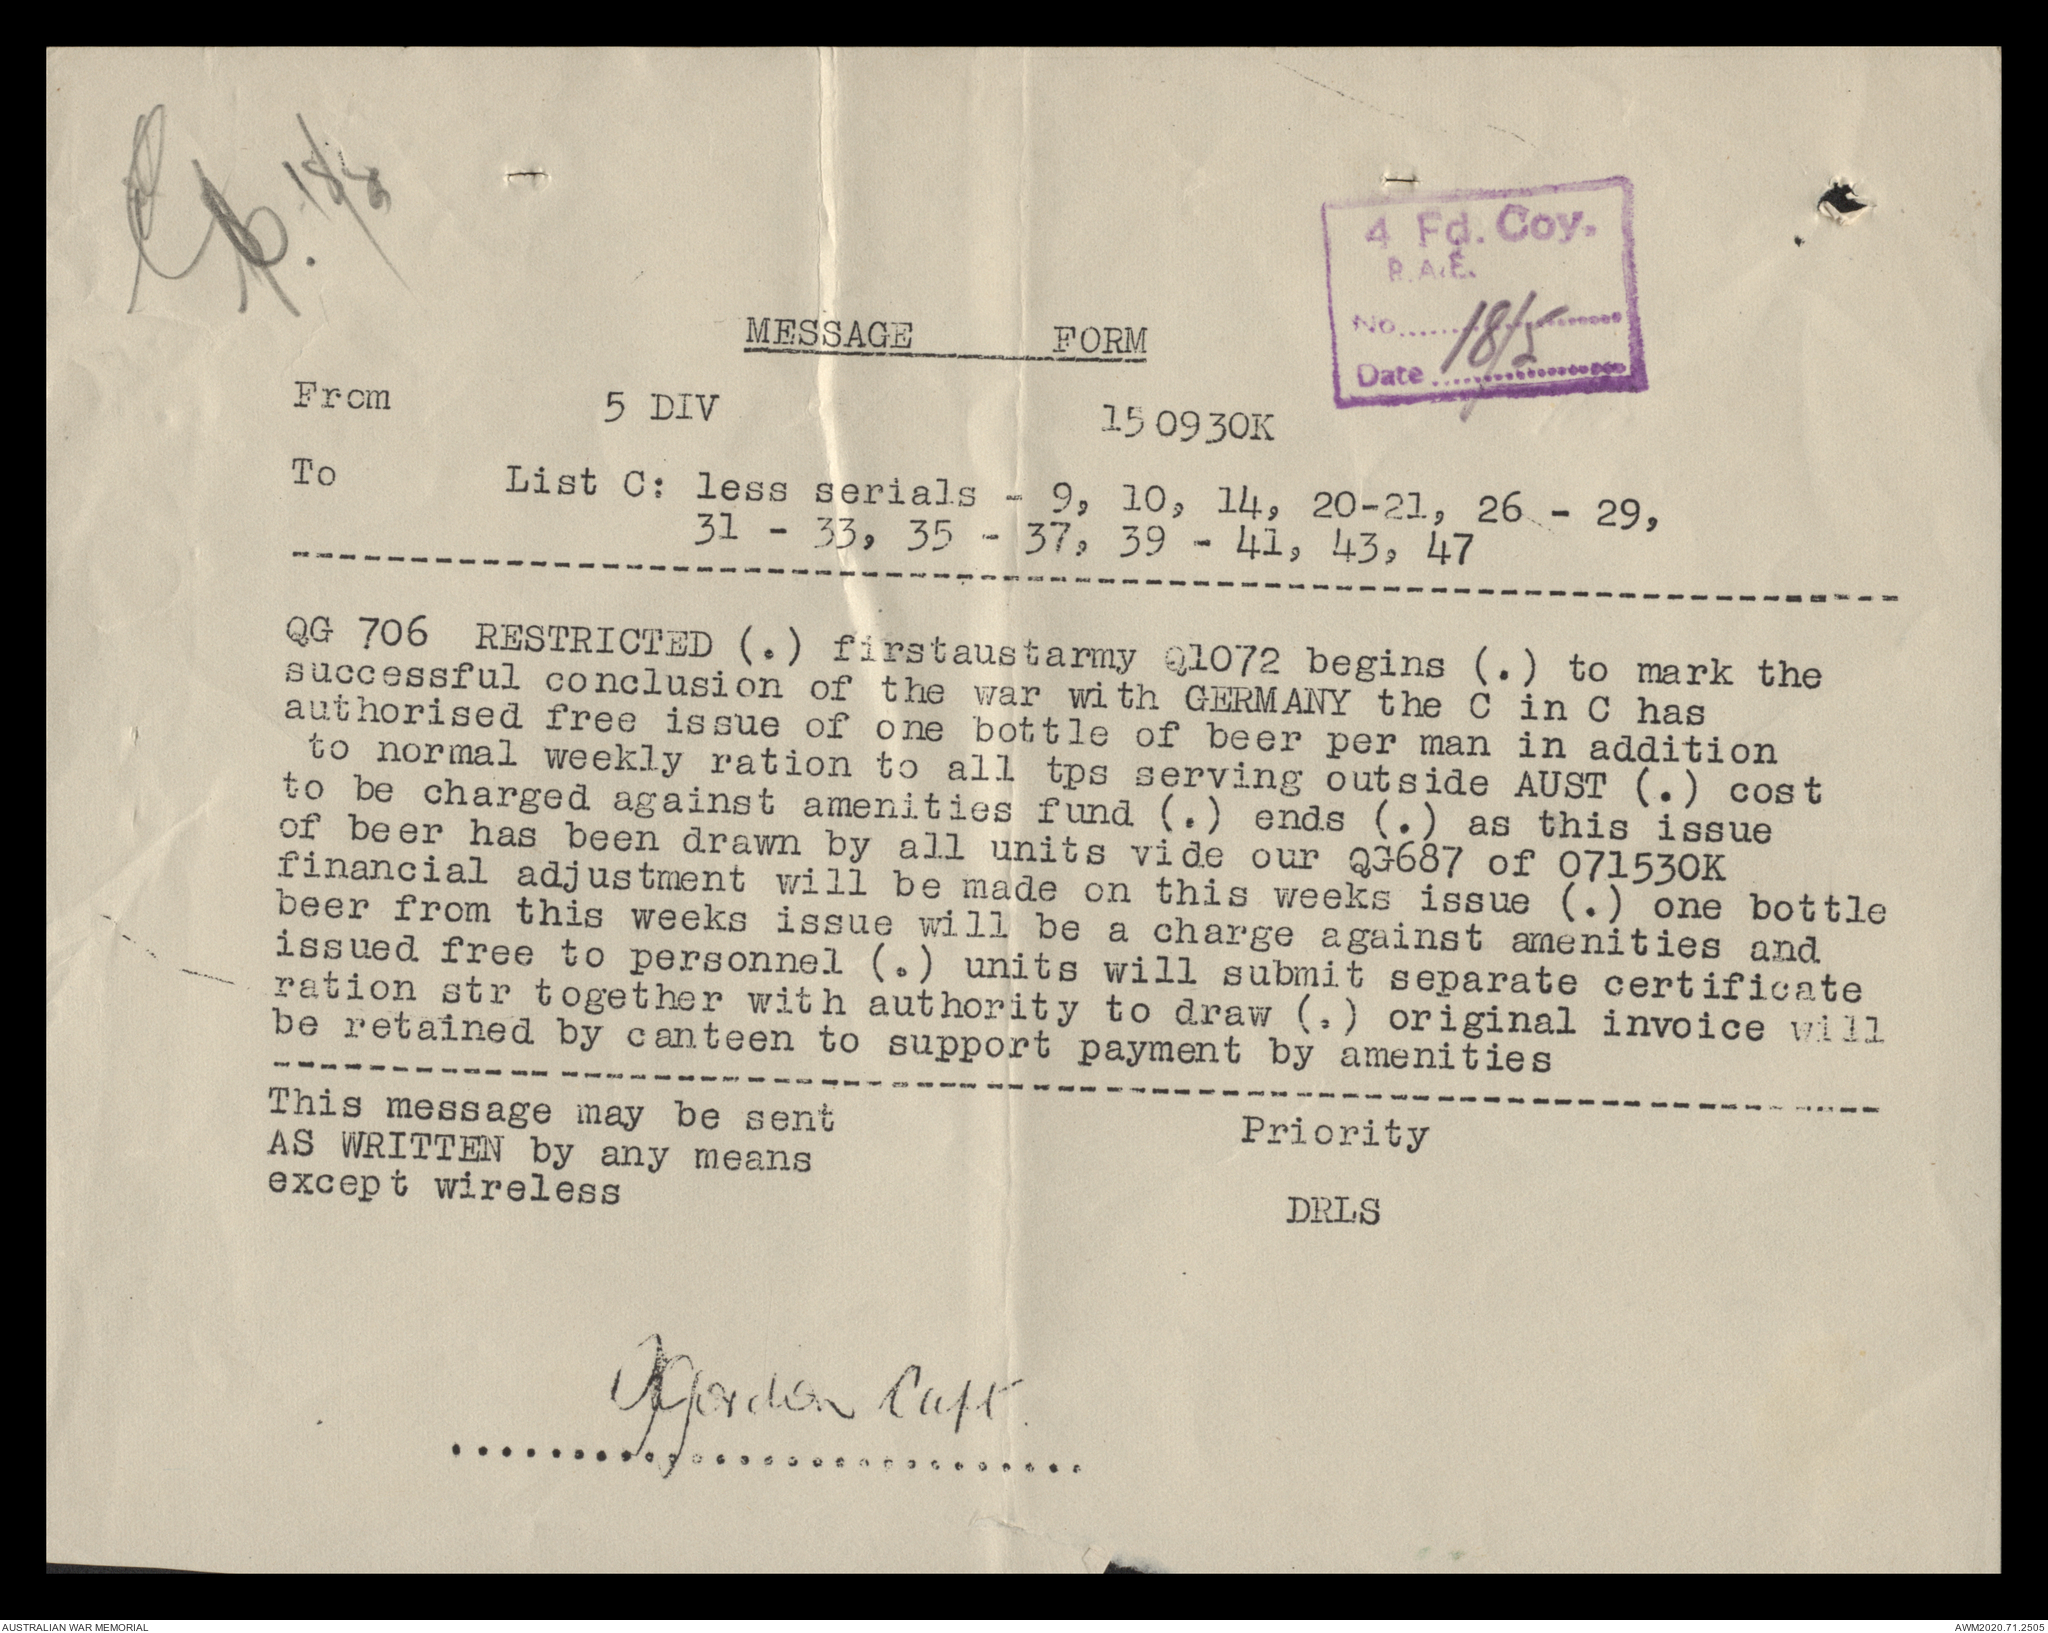 18/5
4 Fd. Coy.
R.A.E.
No. 18/5
Date
MESSAGE FORM
From 5 DIV 150930K
To List C: less serials - 9, 10, 14, 20-21, 26 - 29,
31 - 33, 35 - 37, 39 - 41, 43, 47
QG 706 RESTRICTED (.) firstaustarmy Q1072 begins (.) to mark the
successful conclusion of the war with GERMANY the C in C has
authorised free issue of one bottle of beer per man in addition
to normal weekly ration to all tps serving outside AUST (.) cost
to be charged against amenities fund (.) ends (.) as this issue
of beer has been drawn by all units vide our QG687 of 071530K
financial adjustment will be made on this weeks issue (.) one bottle
beer from this weeks issue will be a charge against amenities and
issued free to personnel (.) units will submit separate certificate
ration str together with authority to draw (.) original invoice will
be retained by canteen to support payment by amenities
This message may be sent
AS WRITTEN by any means
except wireless
Priority
DRLS
Gordon Capt.
AUSTRALIAN WAR MEMORIAL
AWM2020.71.2505